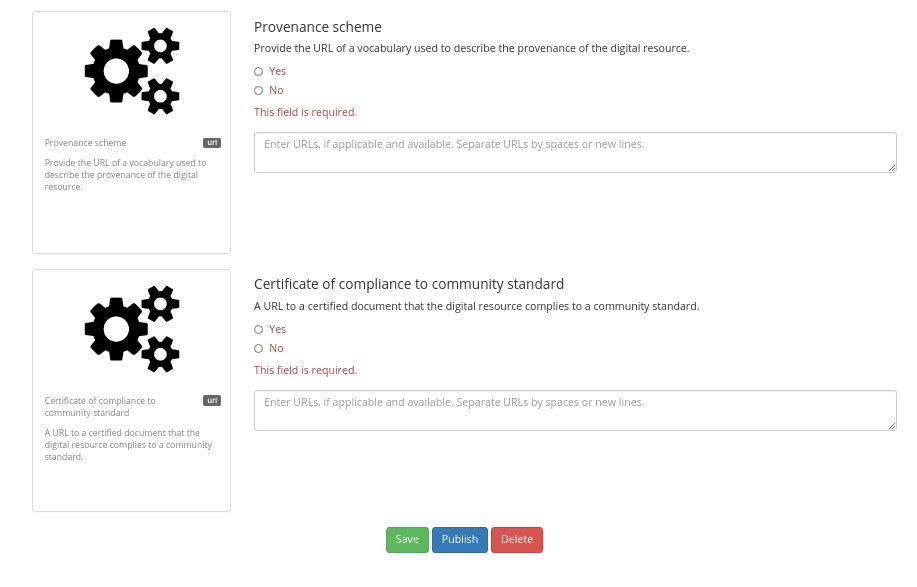 Provenance scheme
Provide the URL of a vocabulary used to describe the provenance of the digital resource.
Yes
No
This field is required.
Enter URLs, if applicable and available. Separate URLs by spaces or new lines.
Provenance scheme url
Provide the URL of a vocabulary used to
describe the provenance of the digital
resource.
Certificate of compliance to community standard
A URL to a certified document that the digital resource complies to a community standard.
Yes
No
This field is required.
Enter URLs, if applicable and available. Separate URLs by spaces or new lines.
Certificate of compliance to url
community standard
A URL to a certified document that the
digital resource complies to a community
standard.
Save Publish Delete